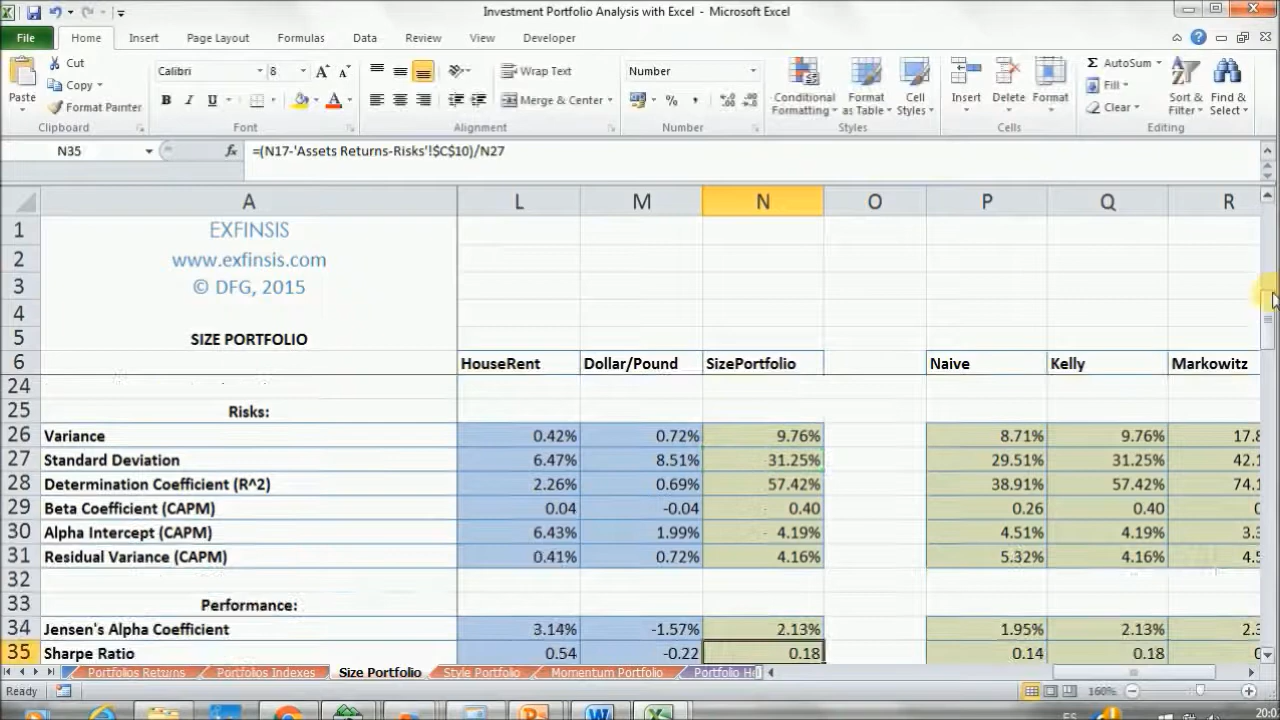 Investment Portfolio Analysis with Excel - Microsoft Excel
File Home Insert Page Layout Formulas Data Review View Developer
Cut Calibri 8 Wrap Text Number AutoSum
Copy Fill
Paste Format Painter B I U Merge & Center % , Conditional Formatting Format as Table Cell Styles Insert Delete Format Clear Sort & Filter Find & Select
Clipboard Font Alignment Number Styles Cells Editing
N35 fx =(N17-'Assets Returns-Risks'!$C$10)/N27
A L M N O P Q R
1 EXFINSIS
2 www.exfinsis.com
3 © DFG, 2015
4
5 SIZE PORTFOLIO
6 HouseRent Dollar/Pound SizePortfolio Naive Kelly Markowitz
24
25 Risks:
26 Variance 0.42% 0.72% 9.76% 8.71% 9.76% 17.8
27 Standard Deviation 6.47% 8.51% 31.25% 29.51% 31.25% 42.1
28 Determination Coefficient (R^2) 2.26% 0.69% 57.42% 38.91% 57.42% 74.1
29 Beta Coefficient (CAPM) 0.04 -0.04 0.40 0.26 0.40 0
30 Alpha Intercept (CAPM) 6.43% 1.99% 4.19% 4.51% 4.19% 3.3
31 Residual Variance (CAPM) 0.41% 0.72% 4.16% 5.32% 4.16% 4.5
32
33 Performance:
34 Jensen's Alpha Coefficient 3.14% -1.57% 2.13% 1.95% 2.13% 2.3
35 Sharpe Ratio 0.54 -0.22 0.18 0.14 0.18 0
Portfolios Returns Portfolios Indexes Size Portfolio Style Portfolio Momentum Portfolio Portfolio H
Ready 160%
ES 20:0